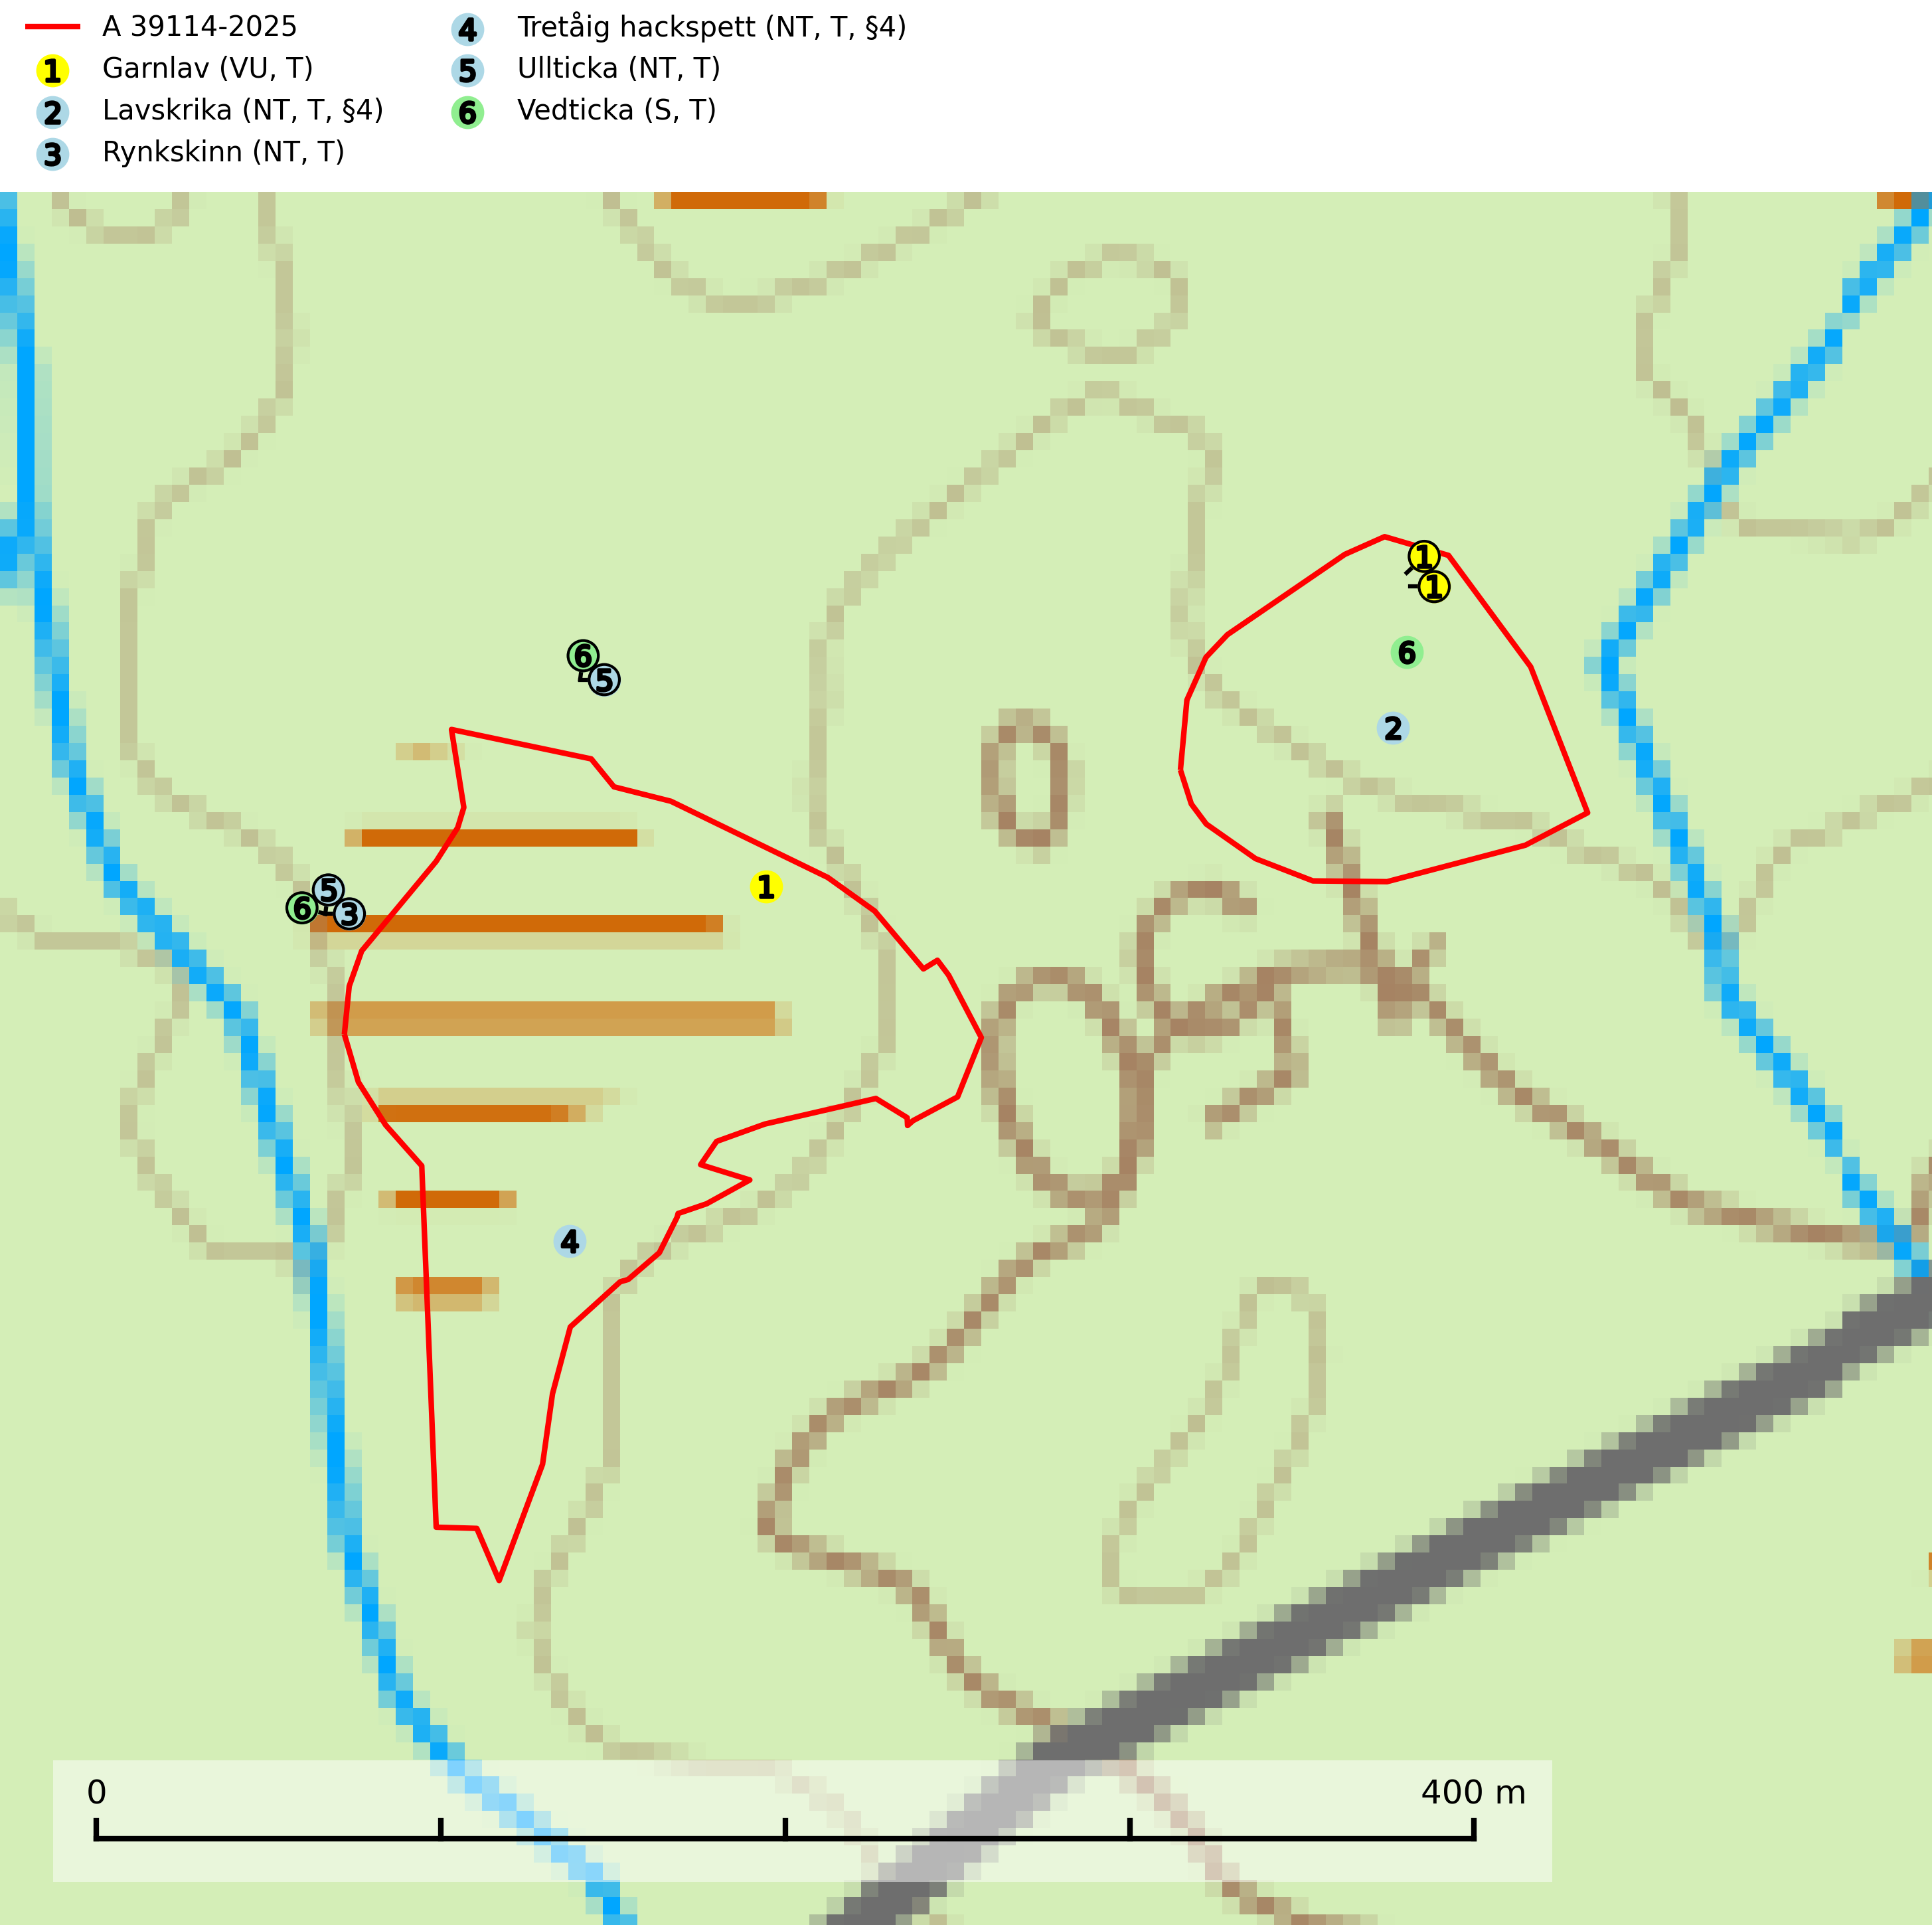 A 39114-2025
1 Garnlav (VU, T)
2 Lavskrika (NT, T, §4)
3 Rynkskinn (NT, T)
4 Tretåig hackspett (NT, T, §4)
5 Ullticka (NT, T)
6 Vedticka (S, T)
1
1
6
6
5
2
1
5
6
3
4
0
400 m